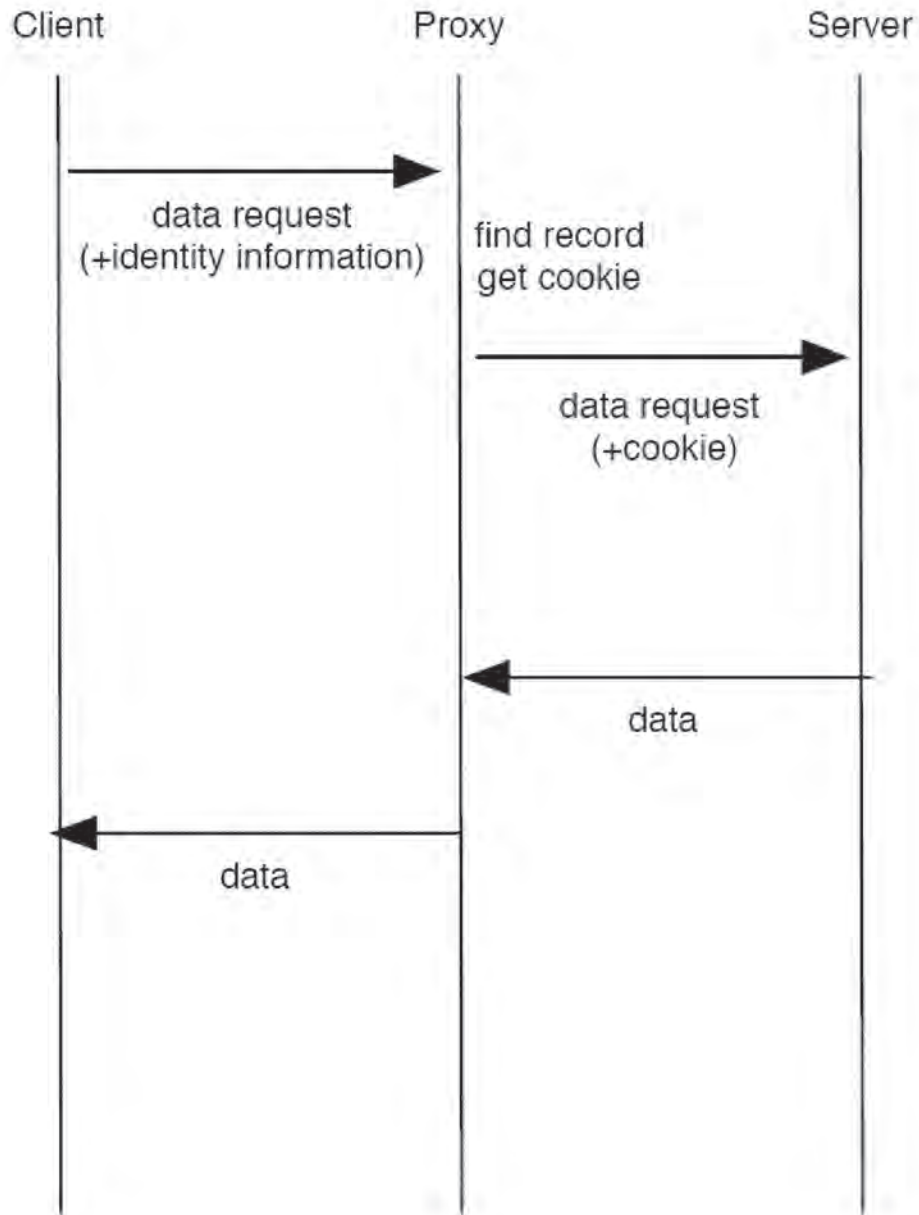 Client
Proxy
Server
data request
(+identity information)
find record
get cookie
data request
(+cookie)
data
data